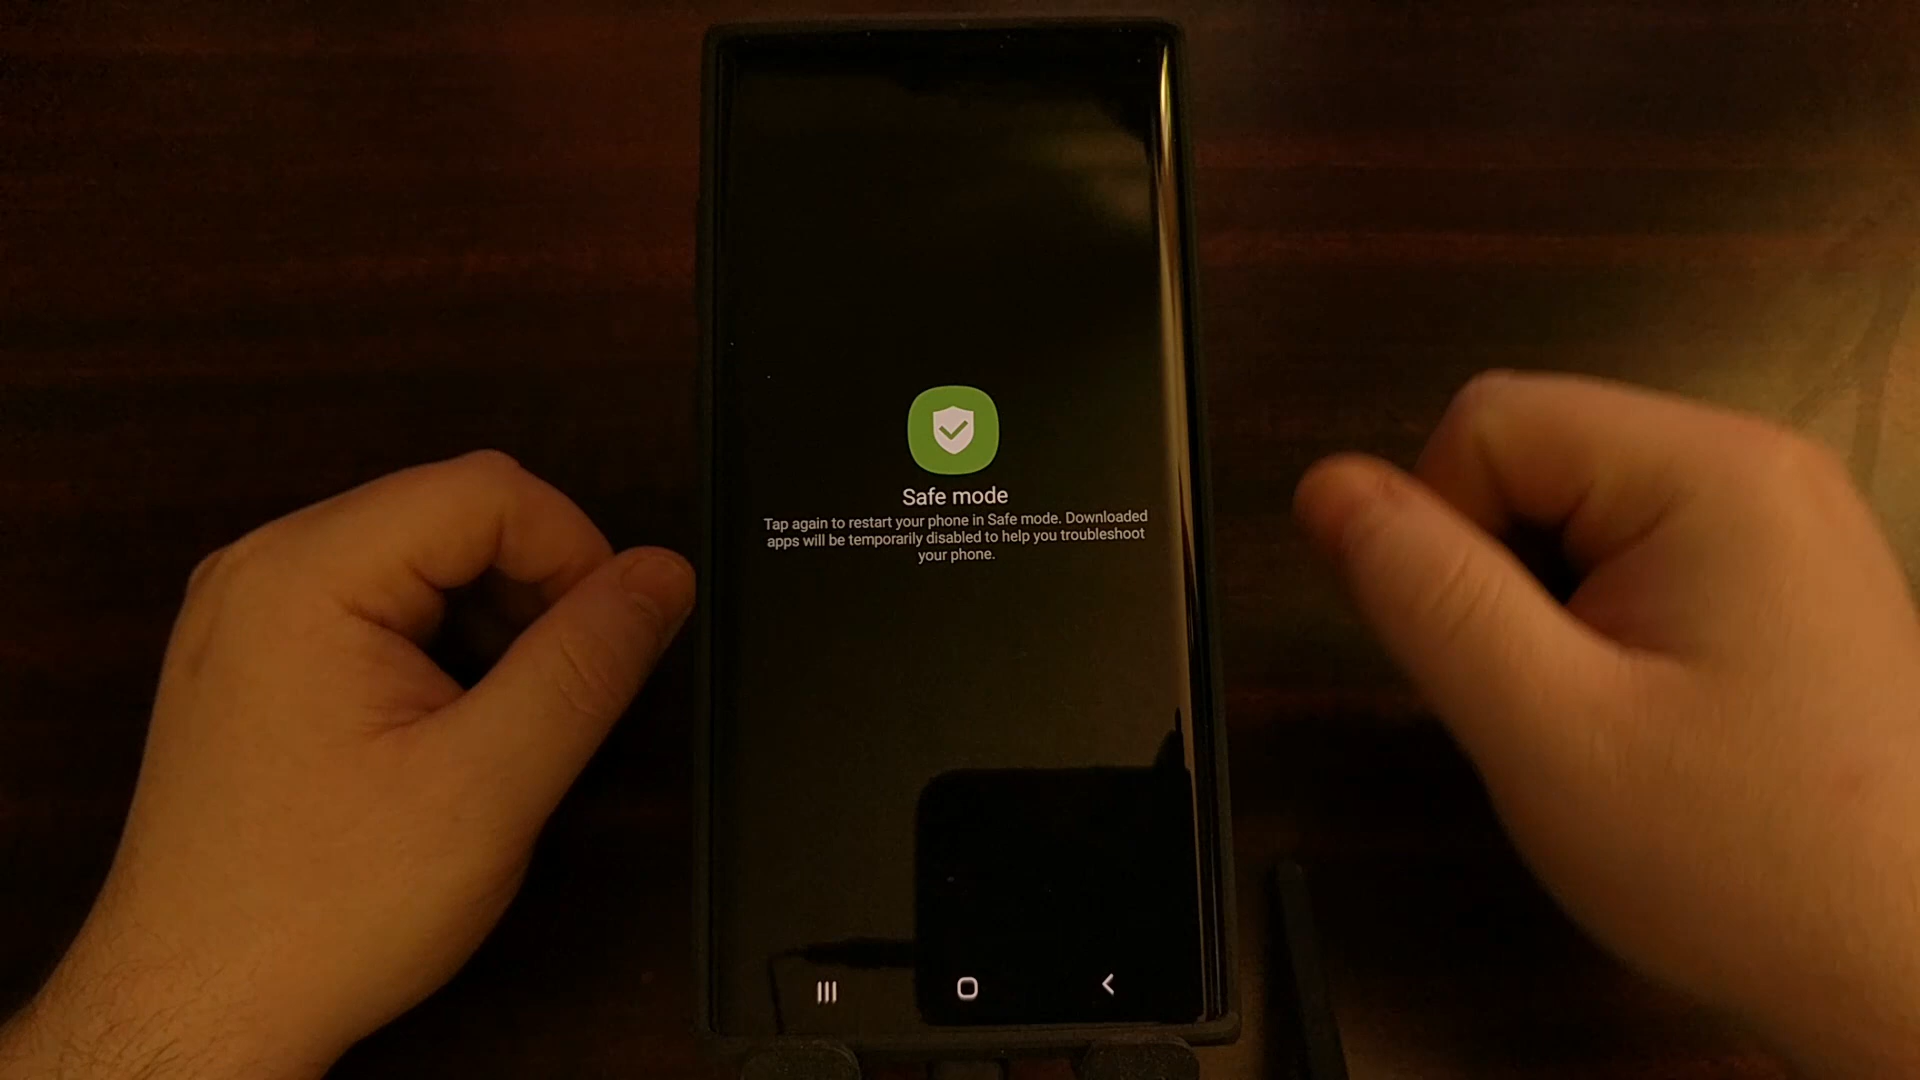 Safe mode
Tap again to restart your phone in Safe mode. Downloaded
apps will be temporarily disabled to help you troubleshoot
your phone.